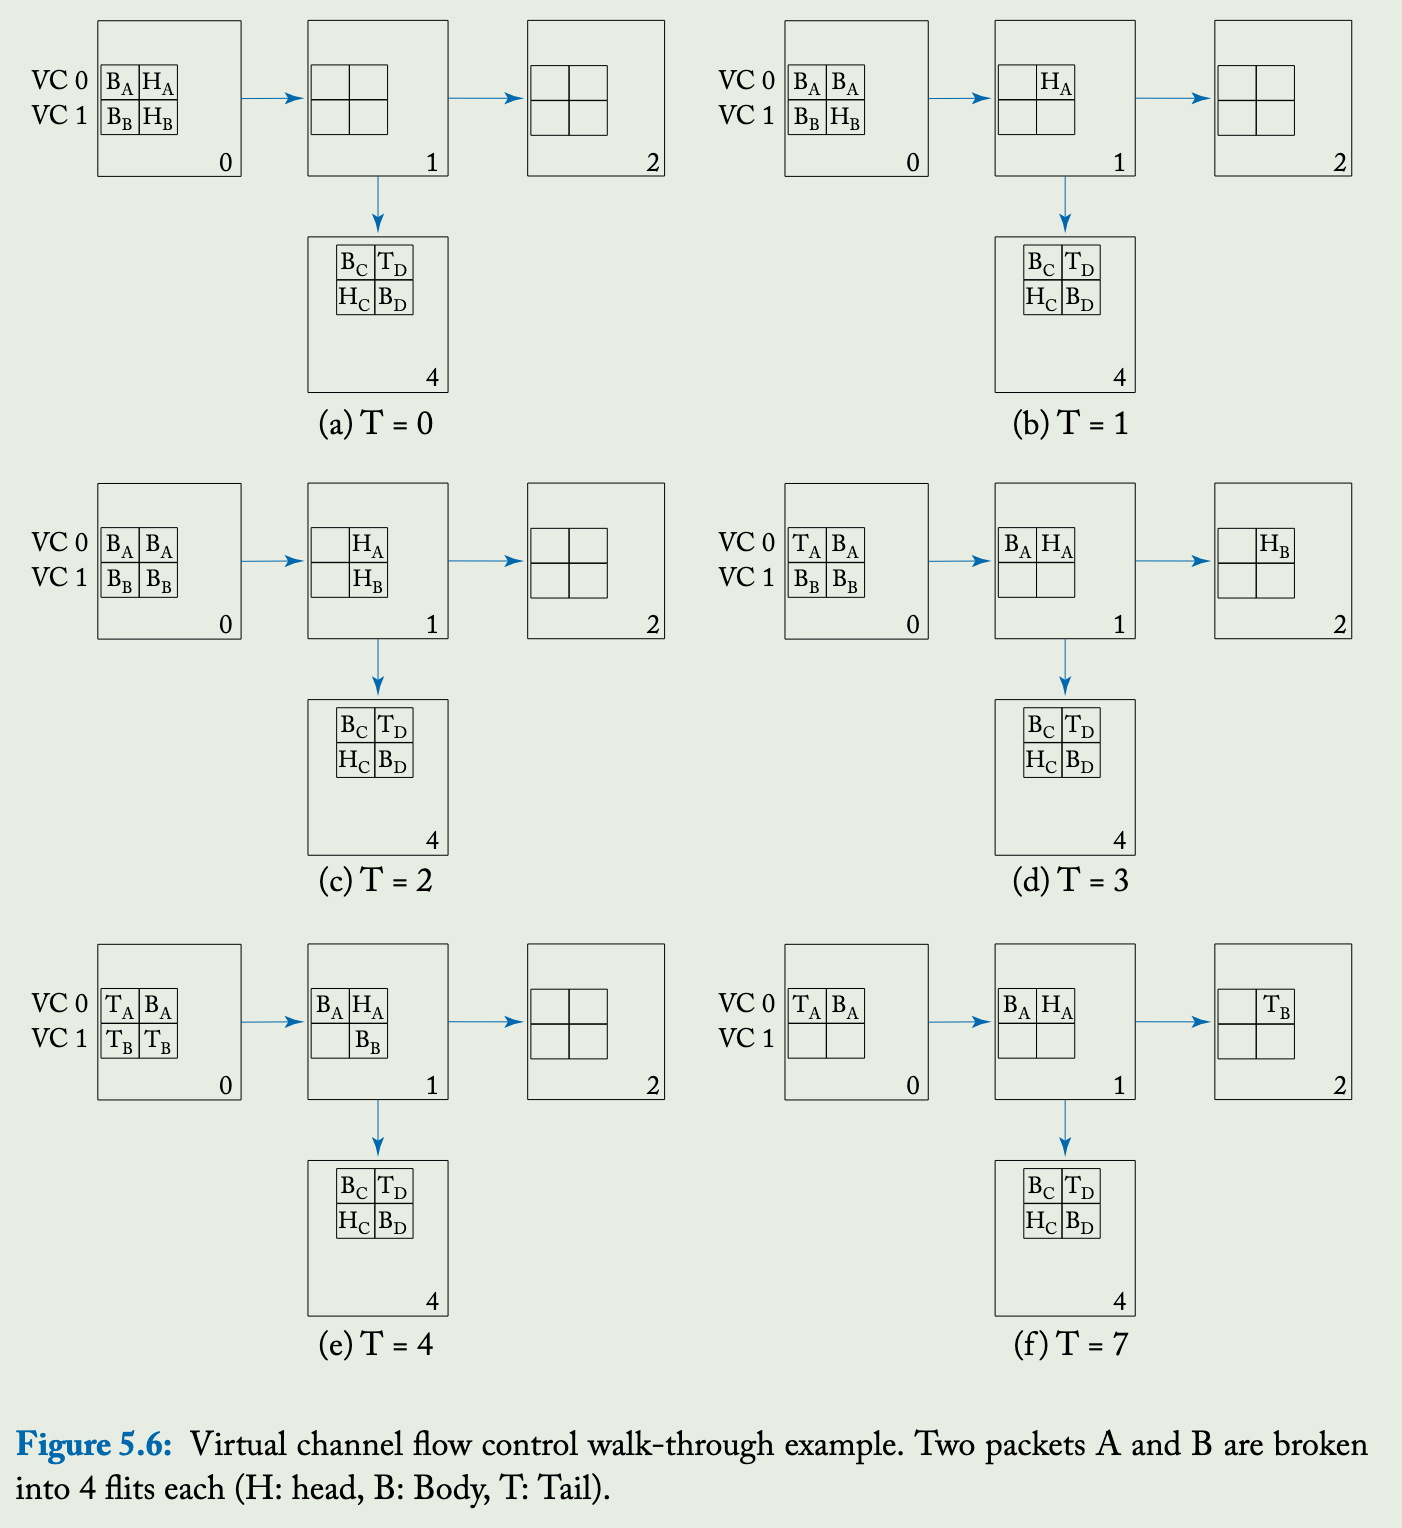 VC 0 B_A H_A
VC 1 B_B H_B
0 1 2
B_C T_D
H_C B_D
4
(a) T = 0
VC 0 B_A B_A H_A
VC 1 B_B H_B
0 1 2
B_C T_D
H_C B_D
4
(b) T = 1
VC 0 B_A B_A H_A
VC 1 B_B B_B H_B
0 1 2
B_C T_D
H_C B_D
4
(c) T = 2
VC 0 T_A B_A B_A H_A H_B
VC 1 B_B B_B
0 1 2
B_C T_D
H_C B_D
4
(d) T = 3
VC 0 T_A B_A B_A H_A
VC 1 T_B T_B B_B
0 1 2
B_C T_D
H_C B_D
4
(e) T = 4
VC 0 T_A B_A B_A H_A T_B
VC 1
0 1 2
B_C T_D
H_C B_D
4
(f) T = 7
Figure 5.6: Virtual channel flow control walk-through example. Two packets A and B are broken
into 4 flits each (H: head, B: Body, T: Tail).